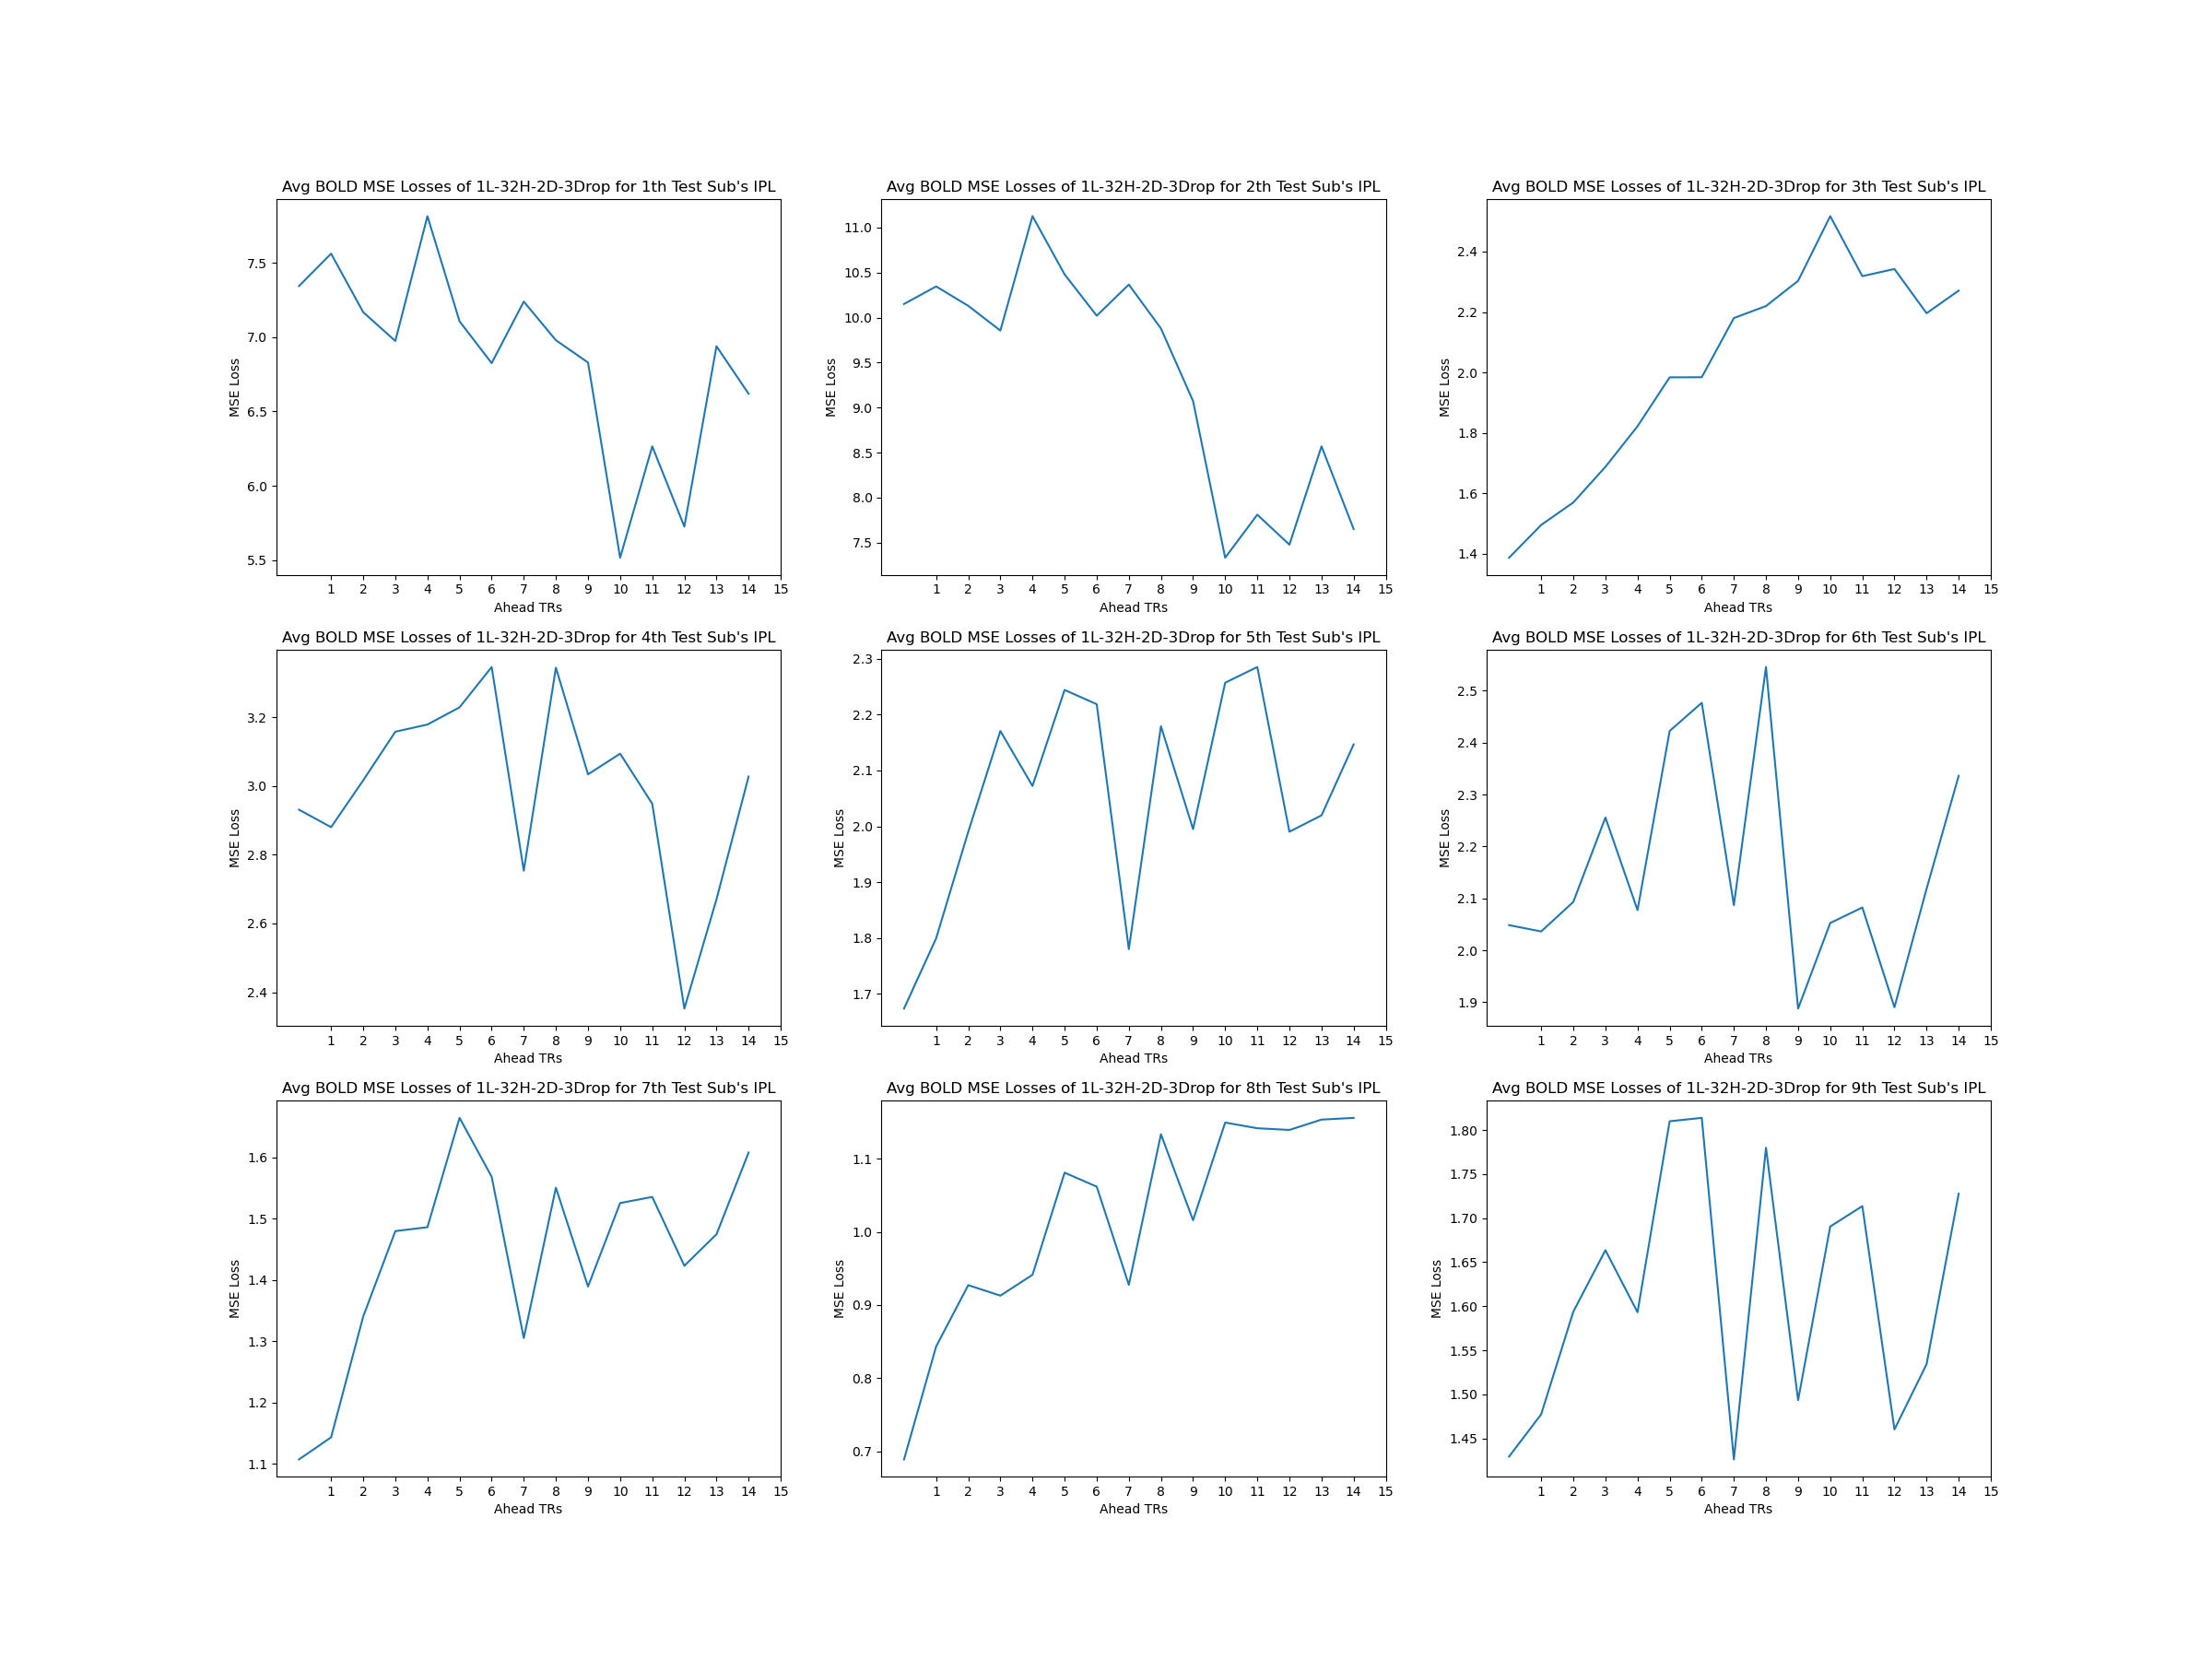 Avg BOLD MSE Losses of 1L-32H-2D-3Drop for 1th Test Sub's IPL
7.5
7.0
6.5
6.0
5.5
MSE Loss
1 2 3 4 5 6 7 8 9 10 11 12 13 14 15
Ahead TRs
Avg BOLD MSE Losses of 1L-32H-2D-3Drop for 2th Test Sub's IPL
11.0
10.5
10.0
9.5
9.0
8.5
8.0
7.5
MSE Loss
1 2 3 4 5 6 7 8 9 10 11 12 13 14 15
Ahead TRs
Avg BOLD MSE Losses of 1L-32H-2D-3Drop for 3th Test Sub's IPL
2.4
2.2
2.0
1.8
1.6
1.4
MSE Loss
1 2 3 4 5 6 7 8 9 10 11 12 13 14 15
Ahead TRs
Avg BOLD MSE Losses of 1L-32H-2D-3Drop for 4th Test Sub's IPL
3.2
3.0
2.8
2.6
2.4
MSE Loss
1 2 3 4 5 6 7 8 9 10 11 12 13 14 15
Ahead TRs
Avg BOLD MSE Losses of 1L-32H-2D-3Drop for 5th Test Sub's IPL
2.3
2.2
2.1
2.0
1.9
1.8
1.7
MSE Loss
1 2 3 4 5 6 7 8 9 10 11 12 13 14 15
Ahead TRs
Avg BOLD MSE Losses of 1L-32H-2D-3Drop for 6th Test Sub's IPL
2.5
2.4
2.3
2.2
2.1
2.0
1.9
MSE Loss
1 2 3 4 5 6 7 8 9 10 11 12 13 14 15
Ahead TRs
Avg BOLD MSE Losses of 1L-32H-2D-3Drop for 7th Test Sub's IPL
1.6
1.5
1.4
1.3
1.2
1.1
MSE Loss
1 2 3 4 5 6 7 8 9 10 11 12 13 14 15
Ahead TRs
Avg BOLD MSE Losses of 1L-32H-2D-3Drop for 8th Test Sub's IPL
1.1
1.0
0.9
0.8
0.7
MSE Loss
1 2 3 4 5 6 7 8 9 10 11 12 13 14 15
Ahead TRs
Avg BOLD MSE Losses of 1L-32H-2D-3Drop for 9th Test Sub's IPL
1.80
1.75
1.70
1.65
1.60
1.55
1.50
1.45
MSE Loss
1 2 3 4 5 6 7 8 9 10 11 12 13 14 15
Ahead TRs